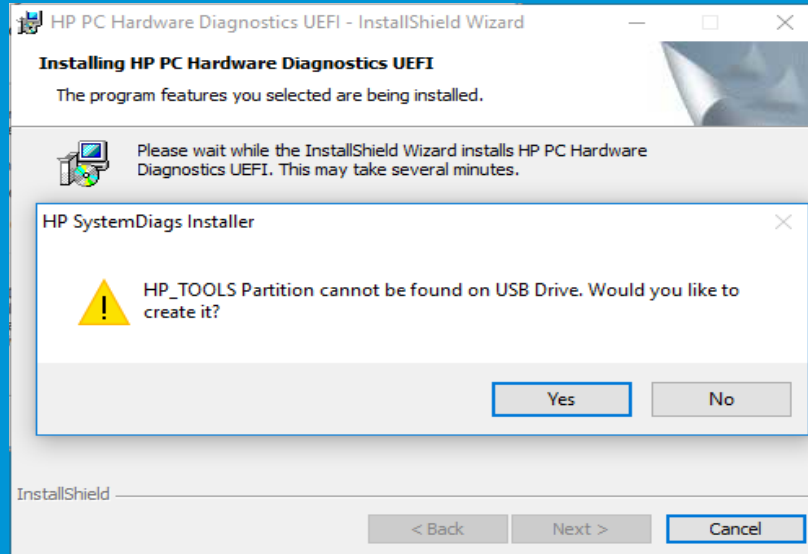 HP PC Hardware Diagnostics UEFI - InstallShield Wizard
Installing HP PC Hardware Diagnostics UEFI
The program features you selected are being installed.
Please wait while the InstallShield Wizard installs HP PC Hardware
Diagnostics UEFI. This may take several minutes.
HP SystemDiags Installer
HP_TOOLS Partition cannot be found on USB Drive. Would you like to
create it?
Yes
No
InstallShield
< Back
Next >
Cancel